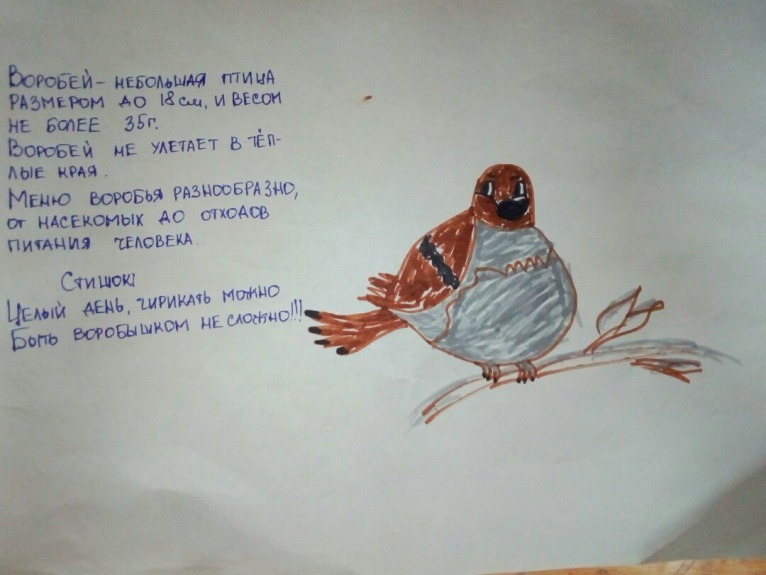 Воробей – небольшая птица
размером до 18 см, и весом
не более 35г.
Воробей не улетает в тёп-
лые края.
Меню воробья разнообразно,
от насекомых до отходов
питания человека.
Стишок!
Целый день, чирикать можно
Быть воробышком не сложно!!!